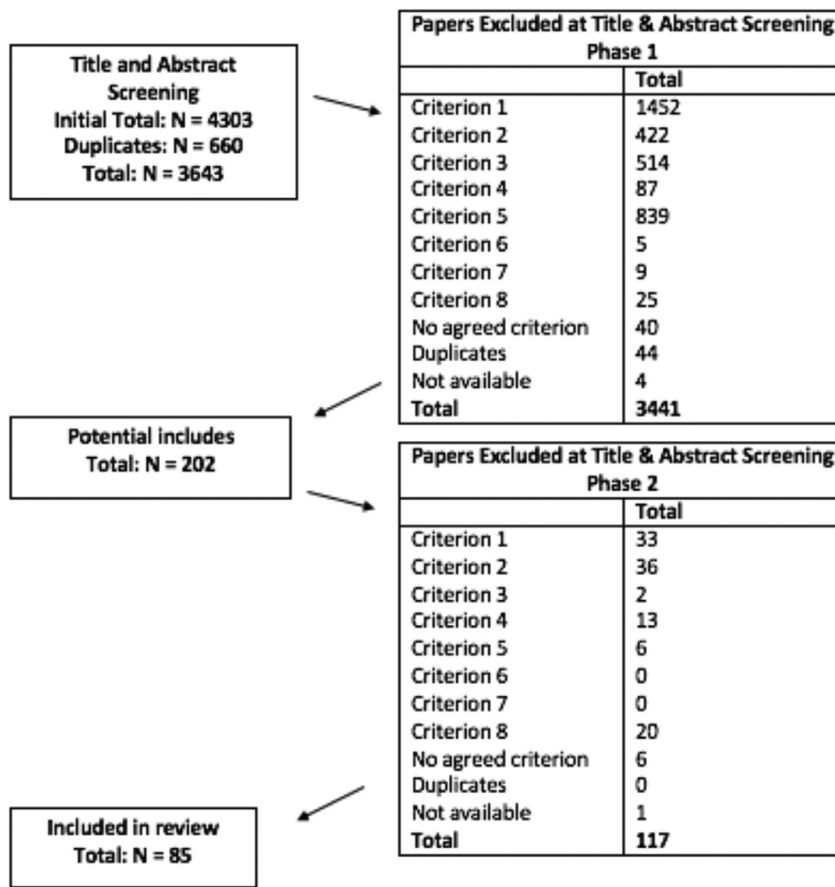 Title and Abstract
Screening
Initial Total: N = 4303
Duplicates: N = 660
Total: N = 3643
Papers Excluded at Title & Abstract Screening
Phase 1
Total
Criterion 1 1452
Criterion 2 422
Criterion 3 514
Criterion 4 87
Criterion 5 839
Criterion 6 5
Criterion 7 9
Criterion 8 25
No agreed criterion 40
Duplicates 44
Not available 4
Total 3441
Potential includes
Total: N = 202
Papers Excluded at Title & Abstract Screening
Phase 2
Total
Criterion 1 33
Criterion 2 36
Criterion 3 2
Criterion 4 13
Criterion 5 6
Criterion 6 0
Criterion 7 0
Criterion 8 20
No agreed criterion 6
Duplicates 0
Not available 1
Total 117
Included in review
Total: N = 85